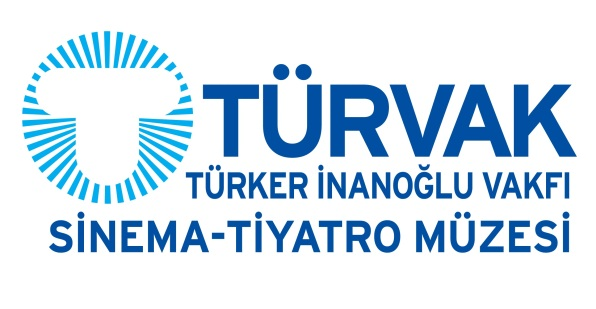 TÜRVAK
TÜRKER İNANOĞLU VAKFI
SİNEMA-TİYATRO MÜZESİ